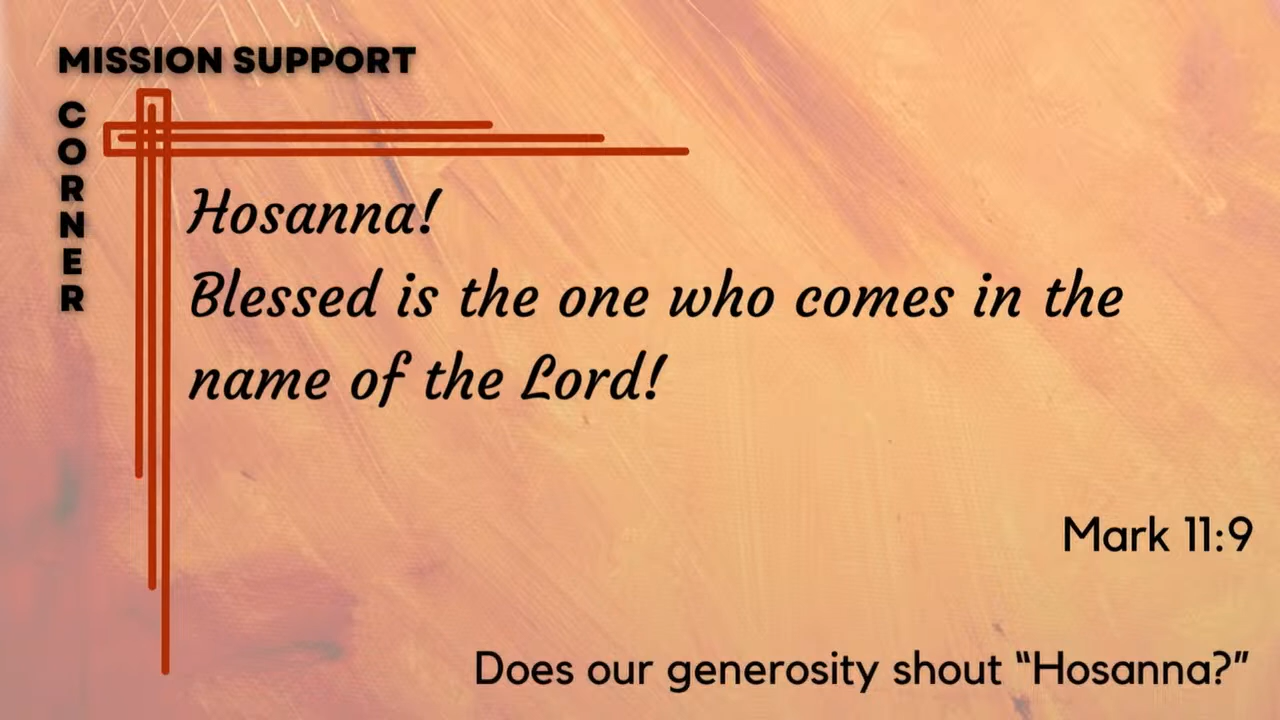 MISSION SUPPORT
CORNER
Hosanna!
Blessed is the one who comes in the
name of the Lord!
Mark 11:9
Does our generosity shout “Hosanna?”